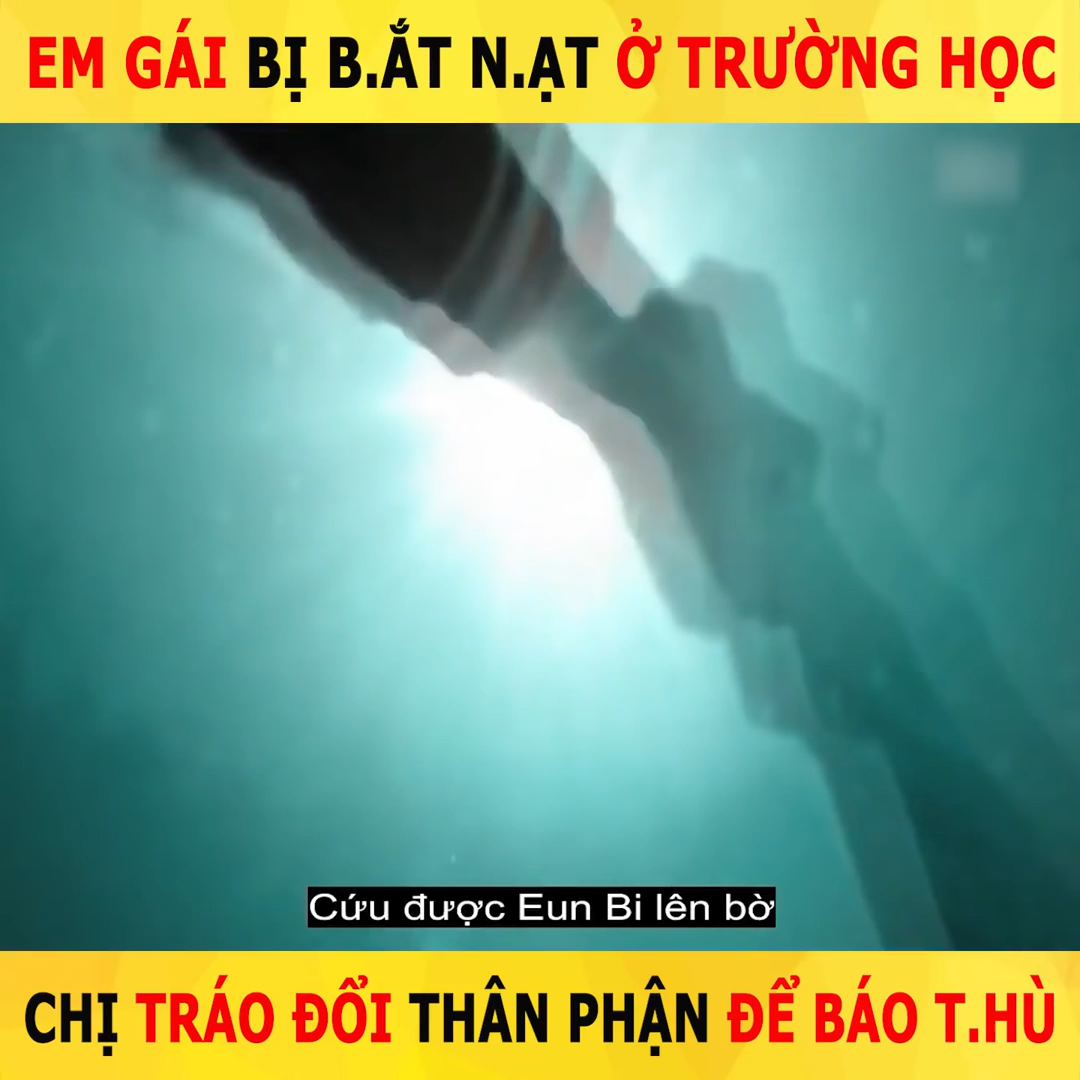 EM GÁI BỊ B.ẮT N.ẠT Ở TRƯỜNG HỌC
Cứu được Eun Bi lên bờ
CHỊ TRÁO ĐỔI THÂN PHẬN ĐỂ BÁO T.HÙ